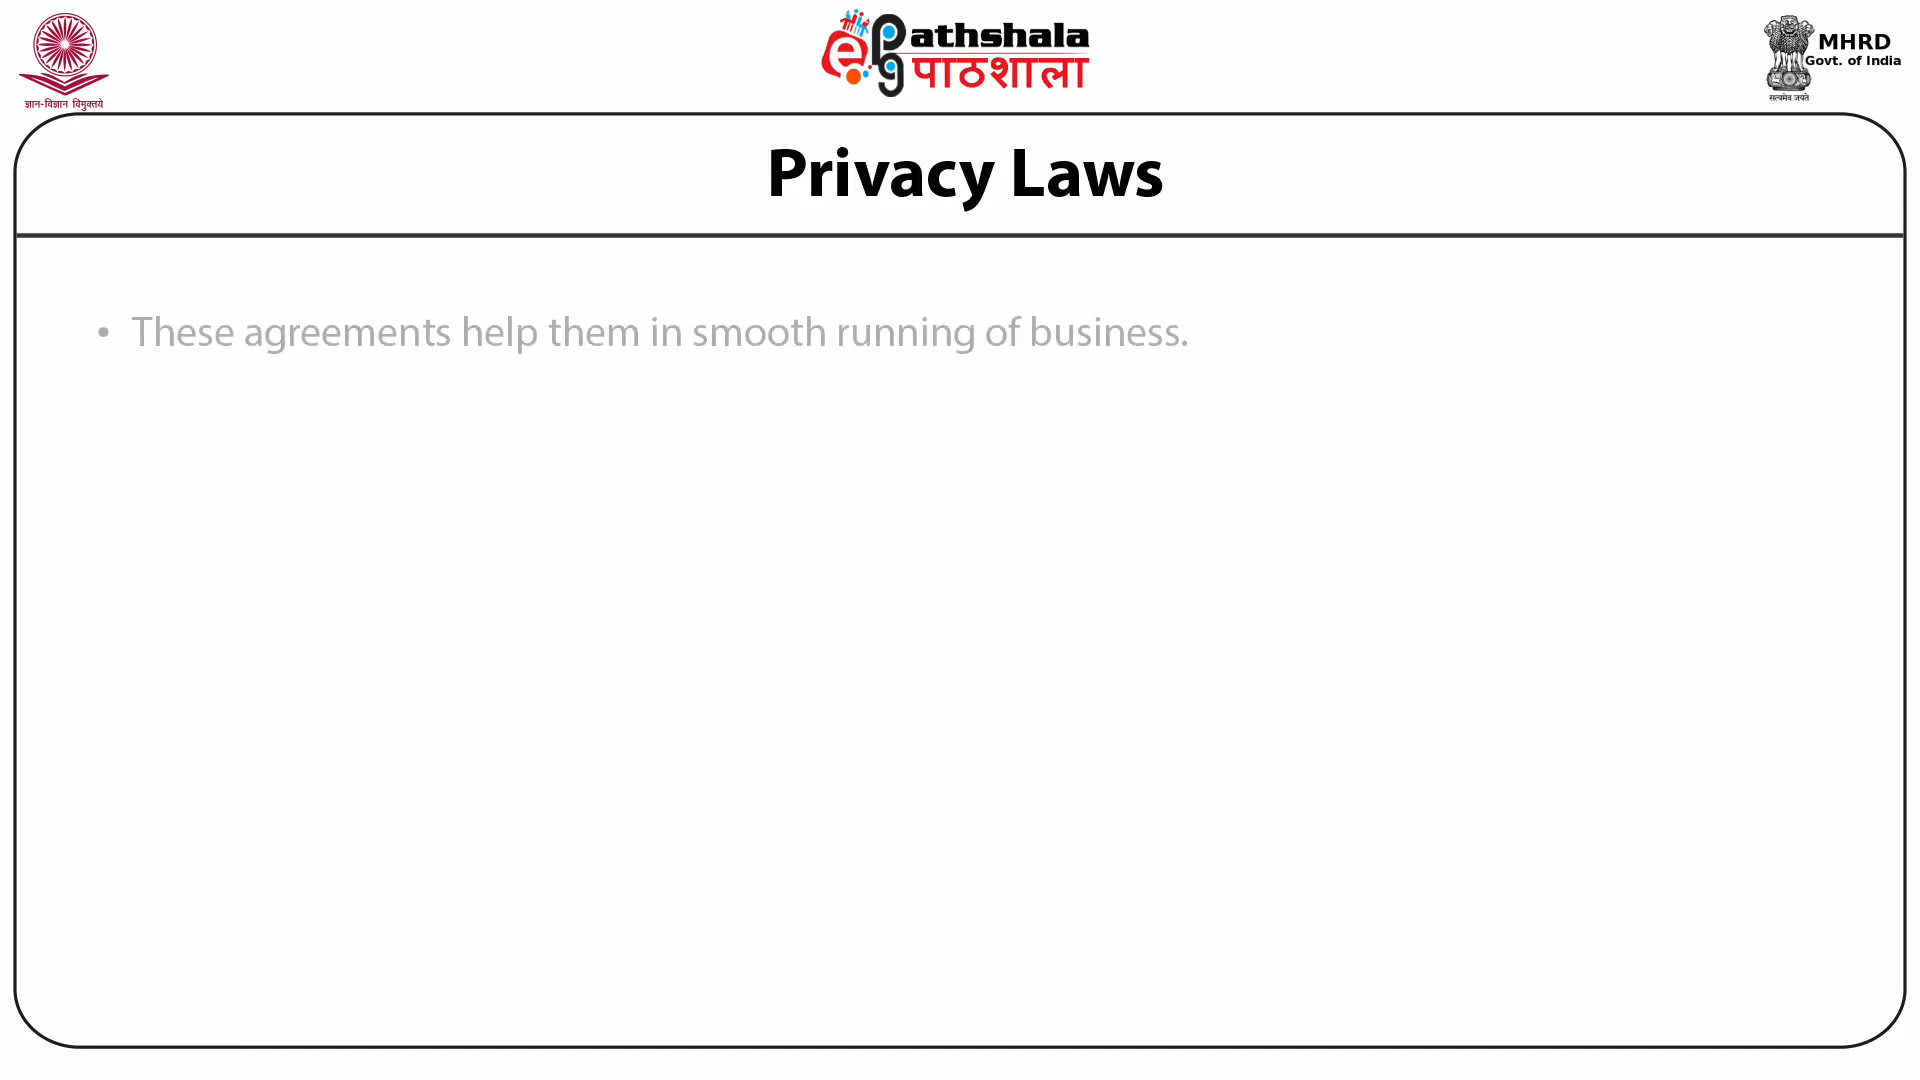 ज्ञान-विज्ञान विमुक्तये
ePG athshala
पाठशाला
MHRD
Govt. of India
सत्यमेव जयते
Privacy Laws
• These agreements help them in smooth running of business.